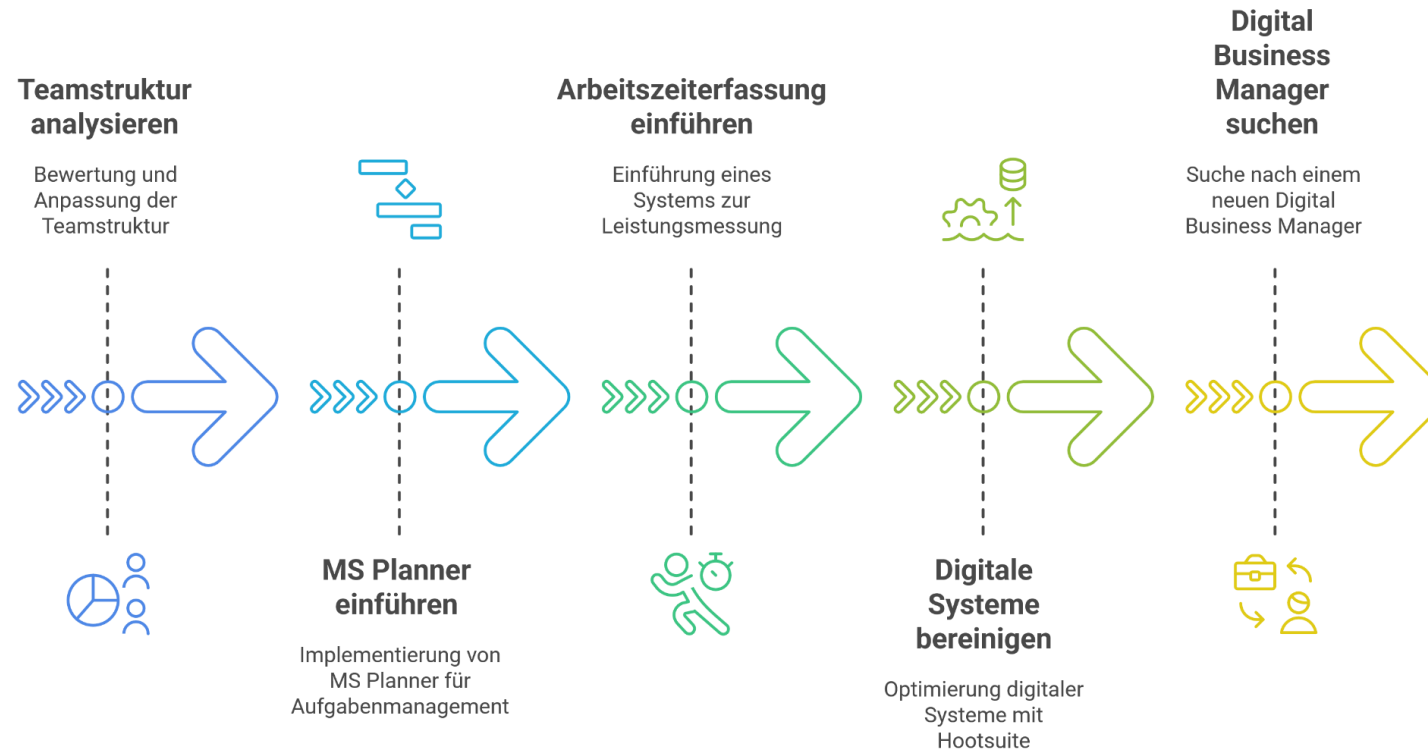 Teamstruktur
analysieren
Bewertung und
Anpassung der
Teamstruktur
MS Planner
einführen
Implementierung von
MS Planner für
Aufgabenmanagement
Arbeitszeiterfassung
einführen
Einführung eines
Systems zur
Leistungsmessung
Digitale
Systeme
bereinigen
Optimierung digitaler
Systeme mit
Hootsuite
Digital
Business
Manager
suchen
Suche nach einem
neuen Digital
Business Manager